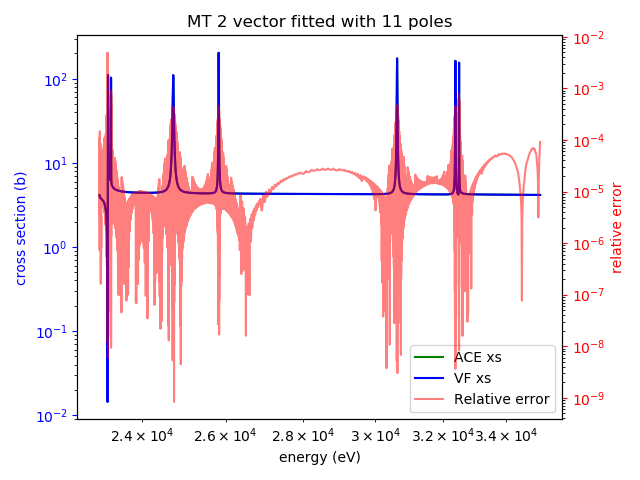 MT 2 vector fitted with 11 poles
cross section (b)
10²
10¹
10⁰
10⁻¹
10⁻²
10⁻²
10⁻³
10⁻⁴
10⁻⁵
10⁻⁶
10⁻⁷
10⁻⁸
10⁻⁹
relative error
ACE xs
VF xs
Relative error
2.4 × 10⁴ 2.6 × 10⁴ 2.8 × 10⁴ 3 × 10⁴ 3.2 × 10⁴ 3.4 × 10⁴
energy (eV)